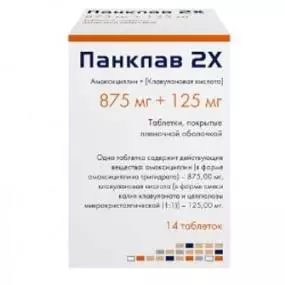 Панклав 2X
Амоксициллин + [Клавулановая кислота]
875 мг + 125 мг
Таблетки, покрытые
пленочной оболочкой
Одна таблетка содержит действующие
вещества: амоксициллин (в форме
амоксициллина тригидрата) – 875,00 мг,
клавулановая кислота (в форме смеси
калия клавуланата и целлюлозы
микрокристаллической (1:1)) – 125,00 мг.
14 таблеток